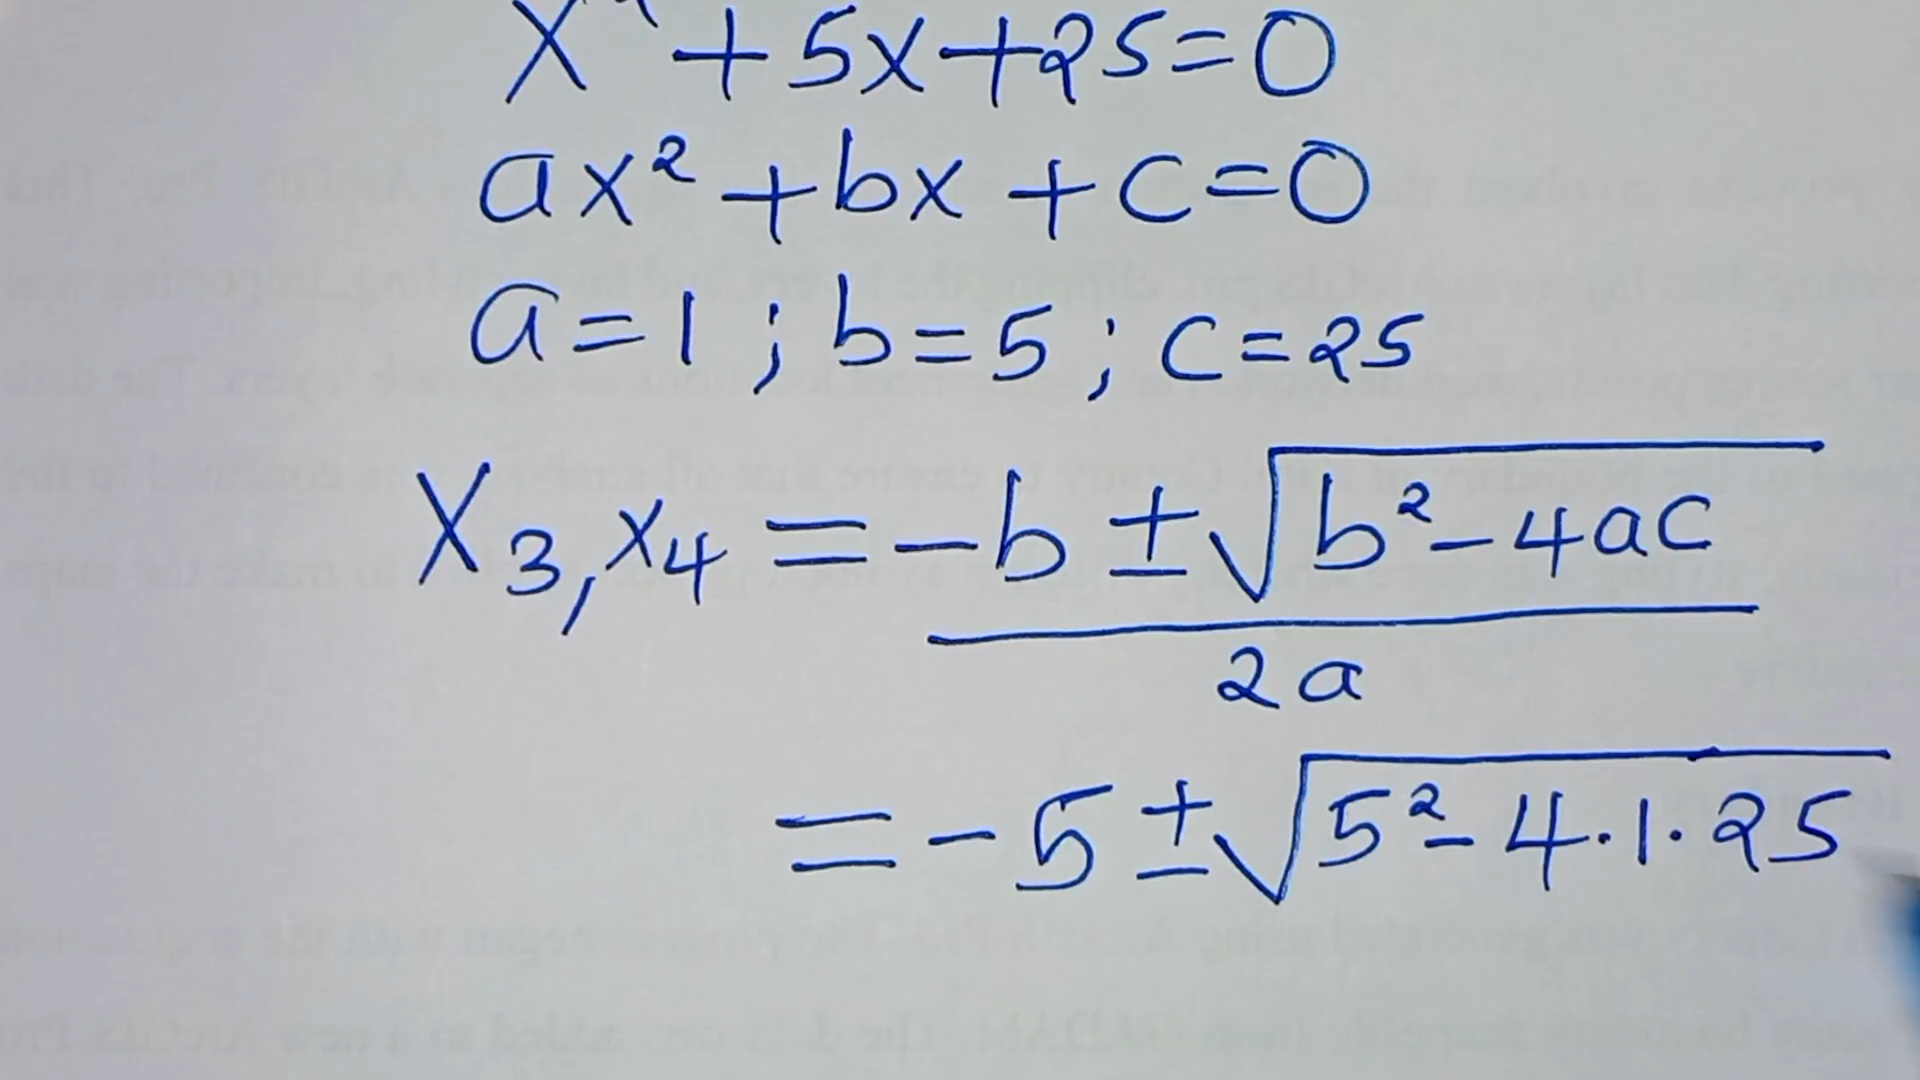 x² + 5x + 25 = 0
ax² + bx + c = 0
a = 1 ; b = 5 ; c = 25
x₃, x₄ = -b ± √(b² - 4ac)
2a
= -5 ± √(5² - 4·1·25)